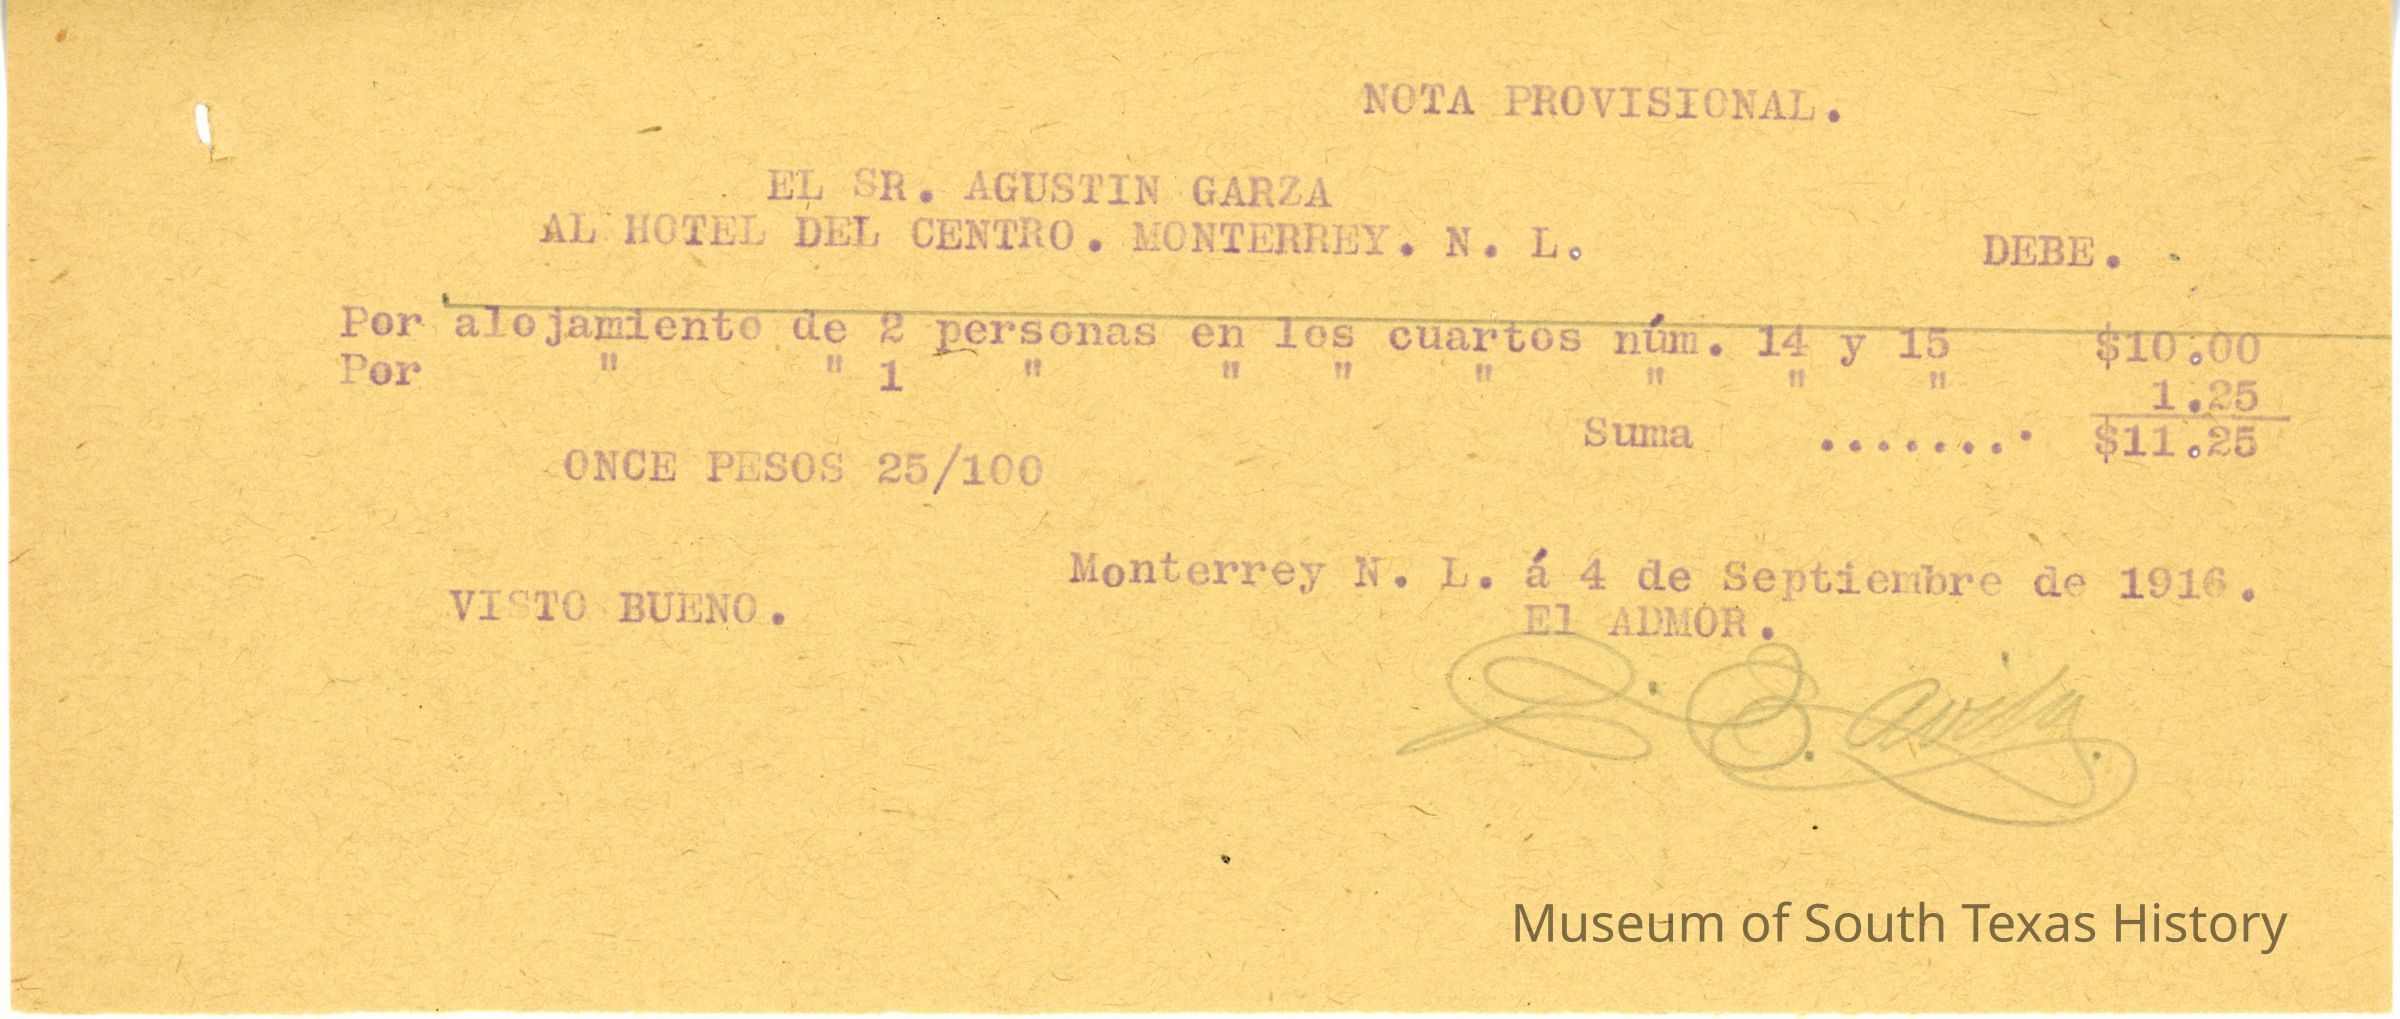 NOTA PROVISIONAL.
EL SR. AGUSTIN GARZA
AL HOTEL DEL CENTRO. MONTERREY. N. L. DEBE.
Por alojamiento de 2 personas en los cuartos núm. 14 y 15 $10.00
Por " " 1 " " " " " " " 1.25
Suma ........ $11.25
ONCE PESOS 25/100
Monterrey N. L. á 4 de Septiembre de 1916.
VISTO BUENO.
El ADMOR.
E. Avila
Museum of South Texas History